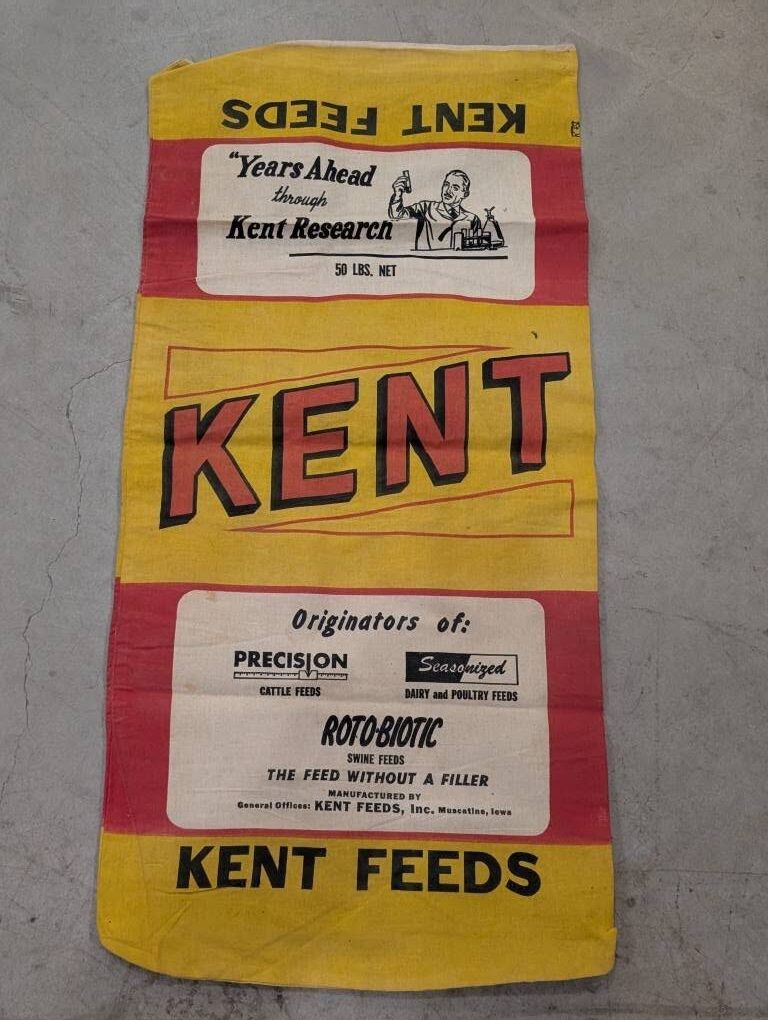 KENT FEEDS
"Years Ahead
through
Kent Research
50 LBS. NET
KENT
Originators of:
PRECISION
CATTLE FEEDS
Seasonized
DAIRY and POULTRY FEEDS
ROTO-BIOTIC
SWINE FEEDS
THE FEED WITHOUT A FILLER
MANUFACTURED BY
General Offices: KENT FEEDS, Inc. Muscatine, Iowa
KENT FEEDS